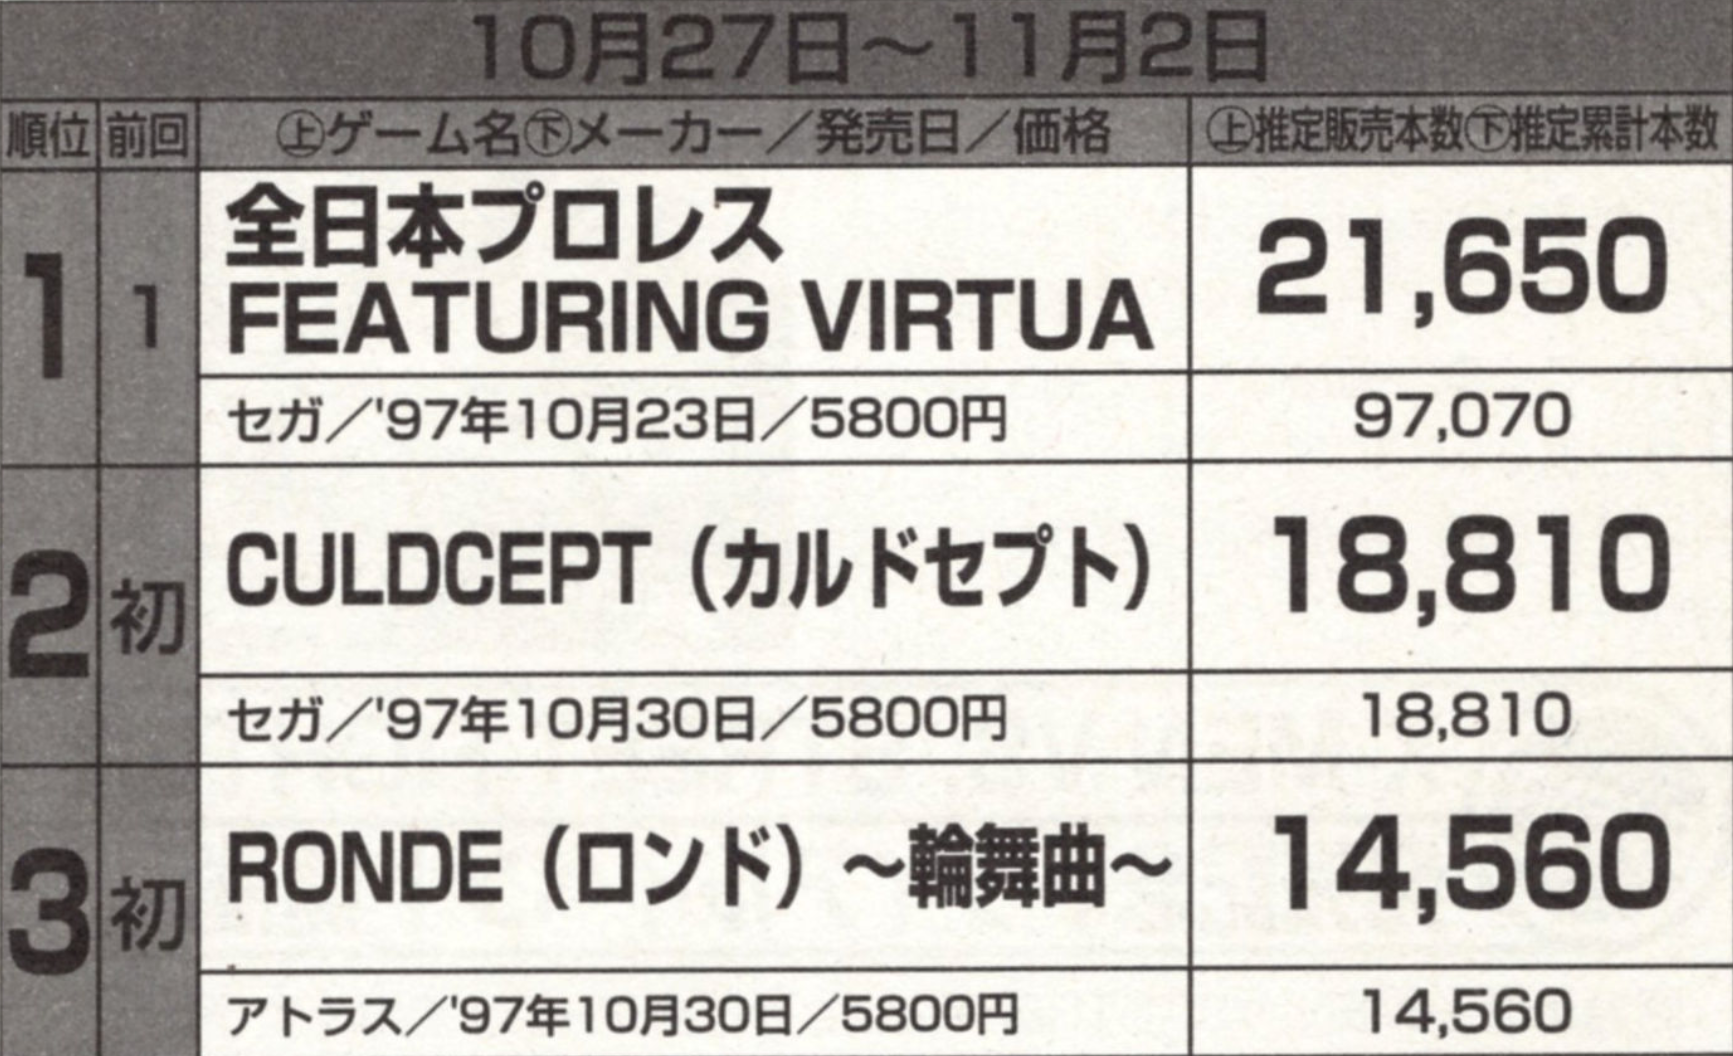 10月27日～11月2日
順位 前回 ㊤ゲーム名㊦メーカー／発売日／価格 ㊤推定販売本数㊦推定累計本数
1 1 全日本プロレス
FEATURING VIRTUA 21,650
セガ／'97年10月23日／5800円 97,070
2 初 CULDCEPT（カルドセプト） 18,810
セガ／'97年10月30日／5800円 18,810
3 初 RONDE（ロンド）～輪舞曲～ 14,560
アトラス／'97年10月30日／5800円 14,560